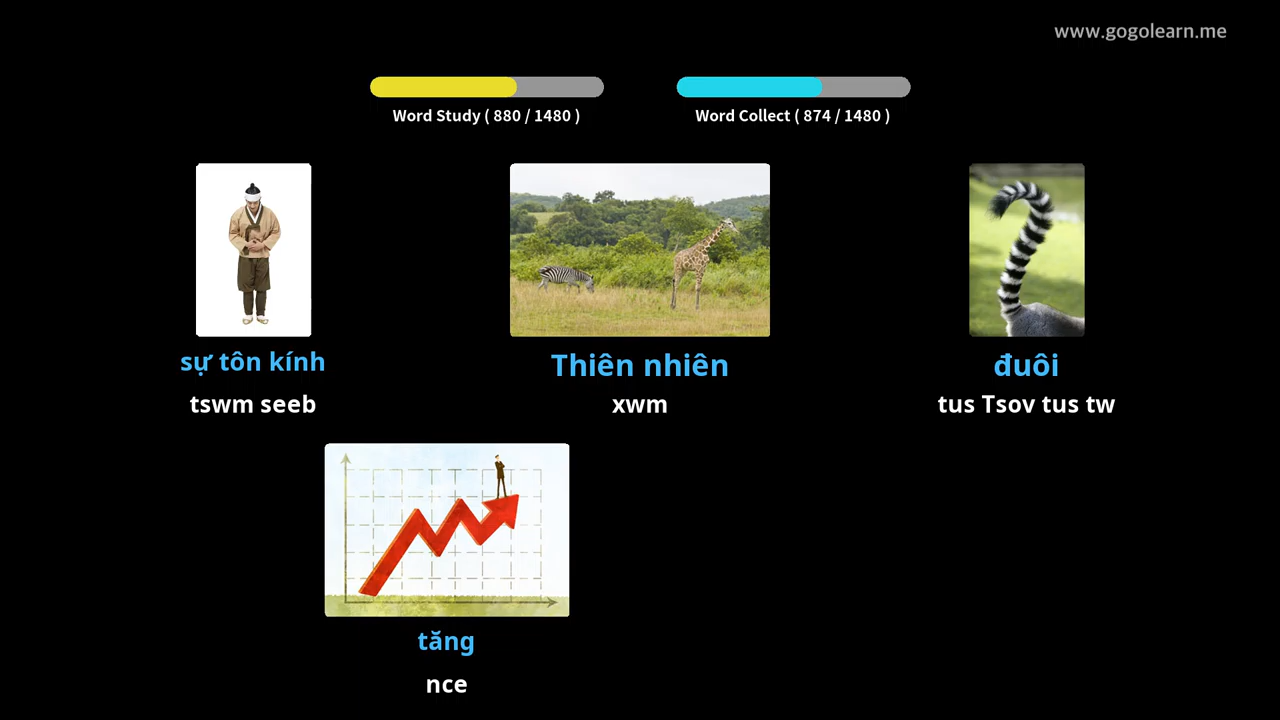 www.gogolearn.me
Word Study ( 880 / 1480 )
Word Collect ( 874 / 1480 )
sự tôn kính
tswm seeb
Thiên nhiên
xwm
đuôi
tus Tsov tus tw
tăng
nce